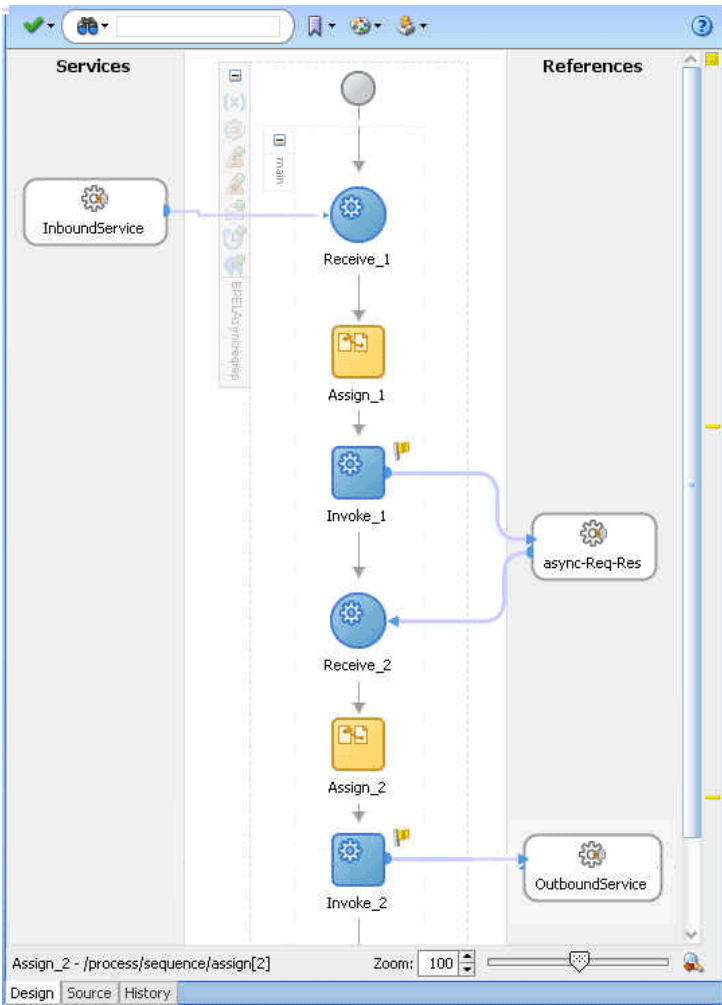 Services
References
(x)
main
InboundService
Receive_1
BPELAsyncreqrep
Assign_1
Invoke_1
async-Req-Res
Receive_2
Assign_2
Invoke_2
OutboundService
Assign_2 - /process/sequence/assign[2]
Zoom: 100
Design Source History